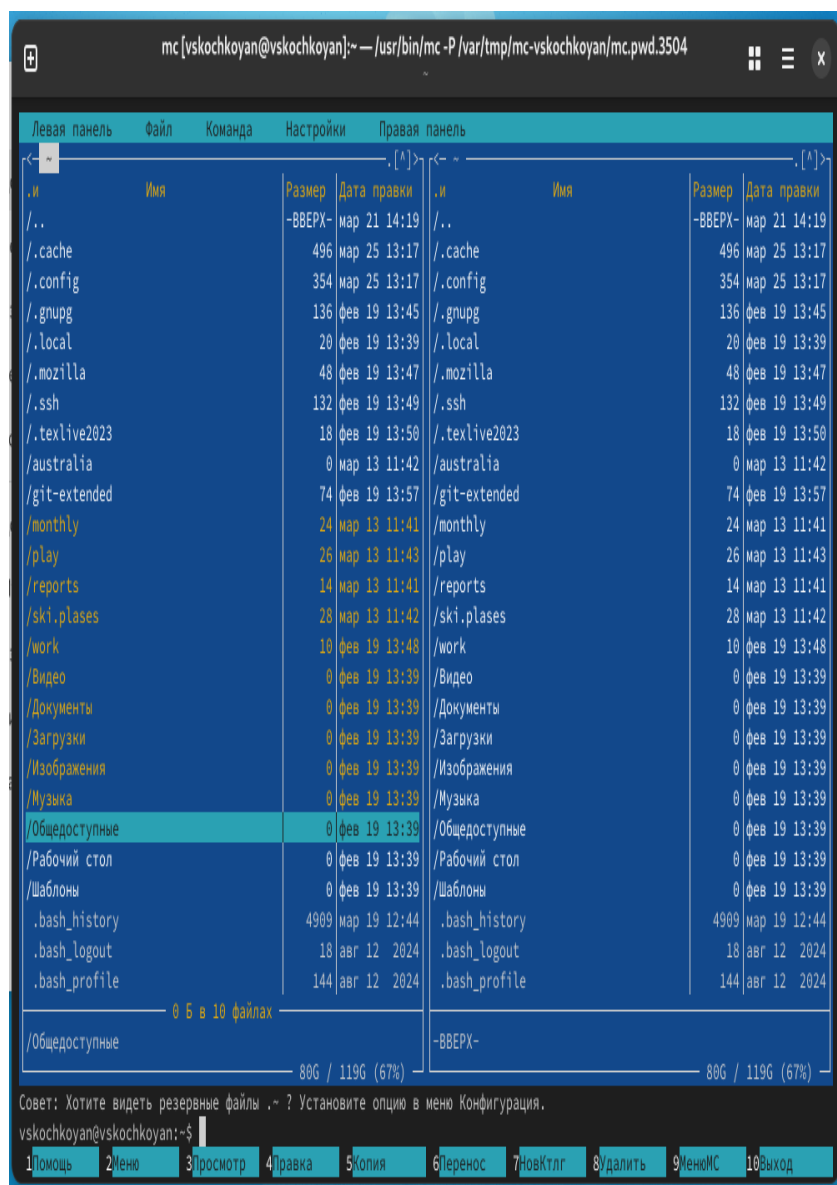 mc [vskochkoyan@vskochkoyan]:~ — /usr/bin/mc -P /var/tmp/mc-vskochkoyan/mc.pwd.3504
~
Левая панель Файл Команда Настройки Правая панель
<- ~ .[^]> <- ~ .[^]>
.и Имя Размер Дата правки .и Имя Размер Дата правки
/.. -ВВЕРХ- мар 21 14:19 /.. -ВВЕРХ- мар 21 14:19
/.cache 496 мар 25 13:17 /.cache 496 мар 25 13:17
/.config 354 мар 25 13:17 /.config 354 мар 25 13:17
/.gnupg 136 фев 19 13:45 /.gnupg 136 фев 19 13:45
/.local 20 фев 19 13:39 /.local 20 фев 19 13:39
/.mozilla 48 фев 19 13:47 /.mozilla 48 фев 19 13:47
/.ssh 132 фев 19 13:49 /.ssh 132 фев 19 13:49
/.texlive2023 18 фев 19 13:50 /.texlive2023 18 фев 19 13:50
/australia 0 мар 13 11:42 /australia 0 мар 13 11:42
/git-extended 74 фев 19 13:57 /git-extended 74 фев 19 13:57
/monthly 24 мар 13 11:41 /monthly 24 мар 13 11:41
/play 26 мар 13 11:43 /play 26 мар 13 11:43
/reports 14 мар 13 11:41 /reports 14 мар 13 11:41
/ski.plases 28 мар 13 11:42 /ski.plases 28 мар 13 11:42
/work 10 фев 19 13:48 /work 10 фев 19 13:48
/Видео 0 фев 19 13:39 /Видео 0 фев 19 13:39
/Документы 0 фев 19 13:39 /Документы 0 фев 19 13:39
/Загрузки 0 фев 19 13:39 /Загрузки 0 фев 19 13:39
/Изображения 0 фев 19 13:39 /Изображения 0 фев 19 13:39
/Музыка 0 фев 19 13:39 /Музыка 0 фев 19 13:39
/Общедоступные 0 фев 19 13:39 /Общедоступные 0 фев 19 13:39
/Рабочий стол 0 фев 19 13:39 /Рабочий стол 0 фев 19 13:39
/Шаблоны 0 фев 19 13:39 /Шаблоны 0 фев 19 13:39
.bash_history 4909 мар 19 12:44 .bash_history 4909 мар 19 12:44
.bash_logout 18 авг 12 2024 .bash_logout 18 авг 12 2024
.bash_profile 144 авг 12 2024 .bash_profile 144 авг 12 2024
0 Б в 10 файлах
/Общедоступные -ВВЕРХ-
80G / 119G (67%) 80G / 119G (67%)
Совет: Хотите видеть резервные файлы .~ ? Установите опцию в меню Конфигурация.
vskochkoyan@vskochkoyan:~$
1Помощь 2Меню 3Просмотр 4Правка 5Копия 6Перенос 7НовКтлг 8Удалить 9МенюMC 10Выход